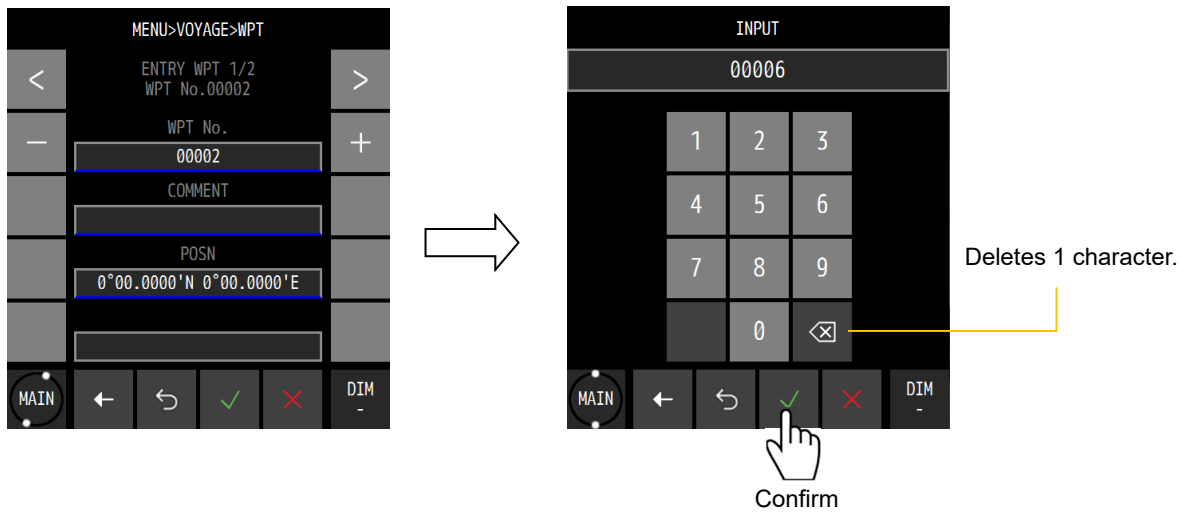 MENU>VOYAGE>WPT
<
ENTRY WPT 1/2
WPT No.00002
>
−
WPT No.
00002
+
COMMENT
POSN
0°00.0000'N 0°00.0000'E
MAIN
DIM
-
INPUT
00006
1 2 3
4 5 6
7 8 9
0
MAIN
DIM
-
Deletes 1 character.
Confirm